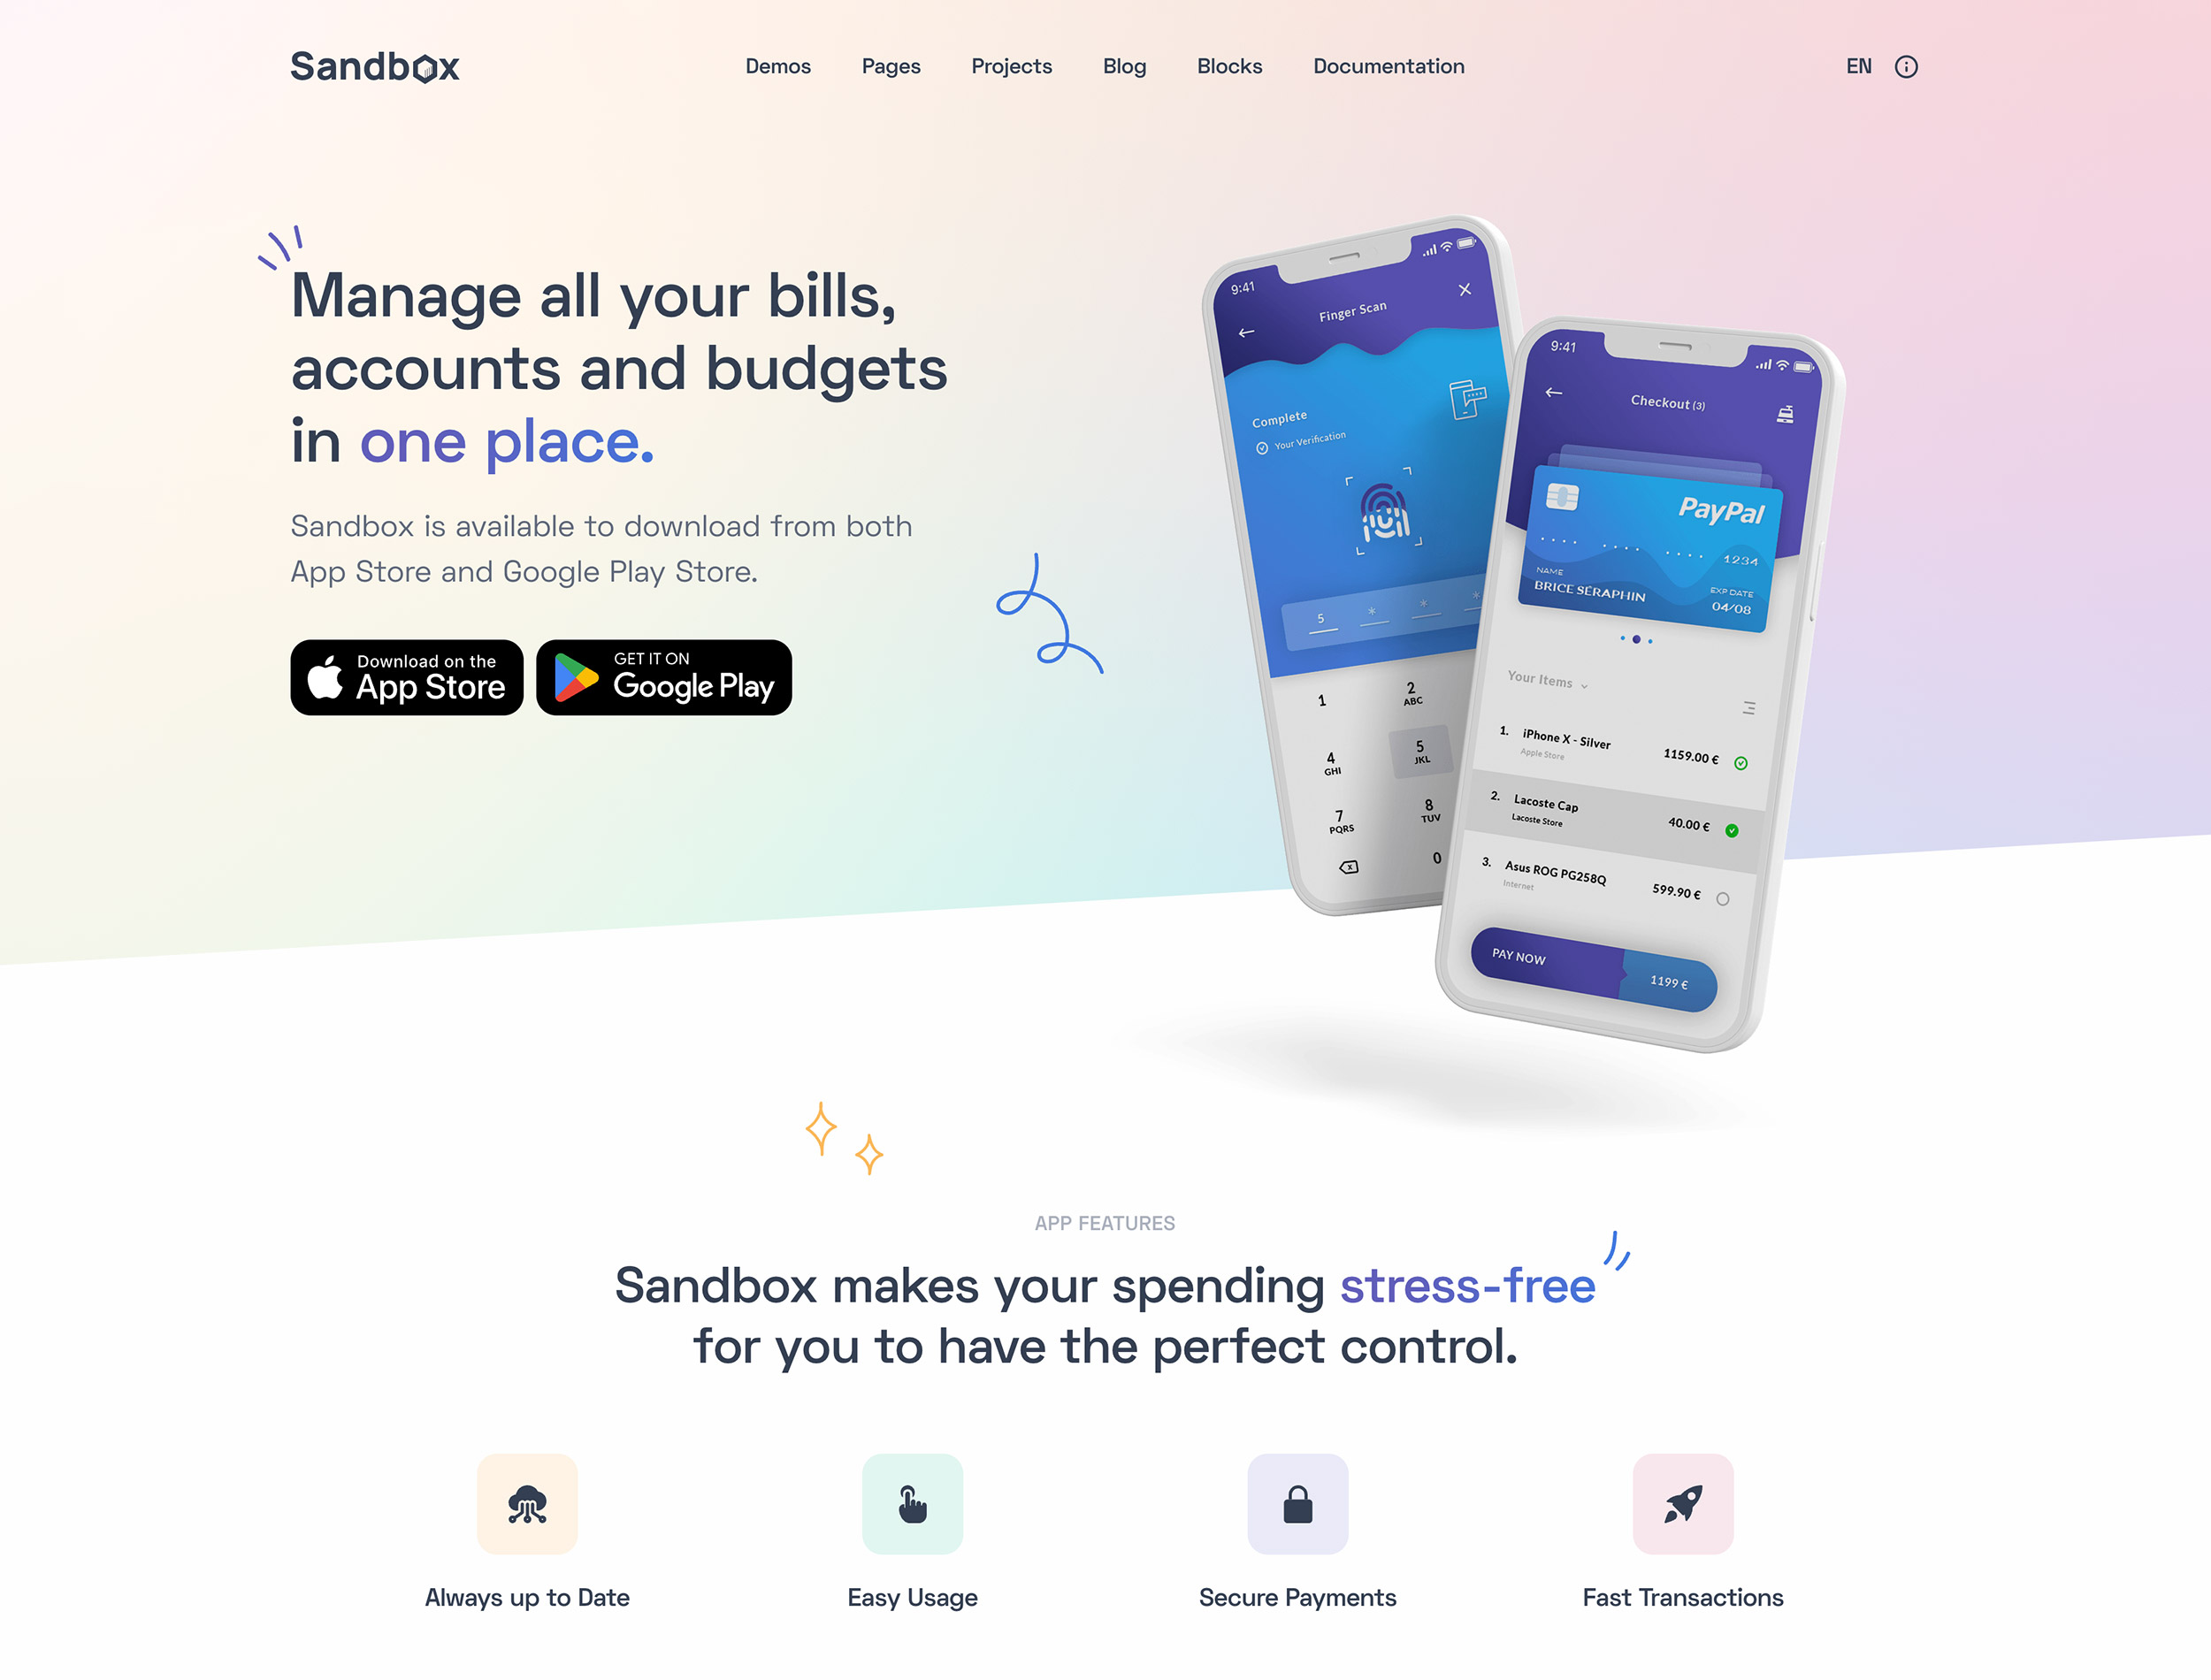 Sandbox
Demos
Pages
Projects
Blog
Blocks
Documentation
EN
Manage all your bills,
accounts and budgets
in one place.
Sandbox is available to download from both
App Store and Google Play Store.
Download on the
App Store
GET IT ON
Google Play
9:41
Finger Scan
Complete
Your Verification
5 * * *
1
2
ABC
4
GHI
5
JKL
7
PQRS
8
TUV
0
9:41
Checkout (3)
PayPal
1234
NAME
BRICE SÉRAPHIN
EXP DATE
04/08
Your Items
1. iPhone X - Silver
Apple Store
1159.00 €
2. Lacoste Cap
Lacoste Store
40.00 €
3. Asus ROG PG258Q
Internet
599.90 €
PAY NOW
1199 €
APP FEATURES
Sandbox makes your spending stress-free
for you to have the perfect control.
Always up to Date
Easy Usage
Secure Payments
Fast Transactions